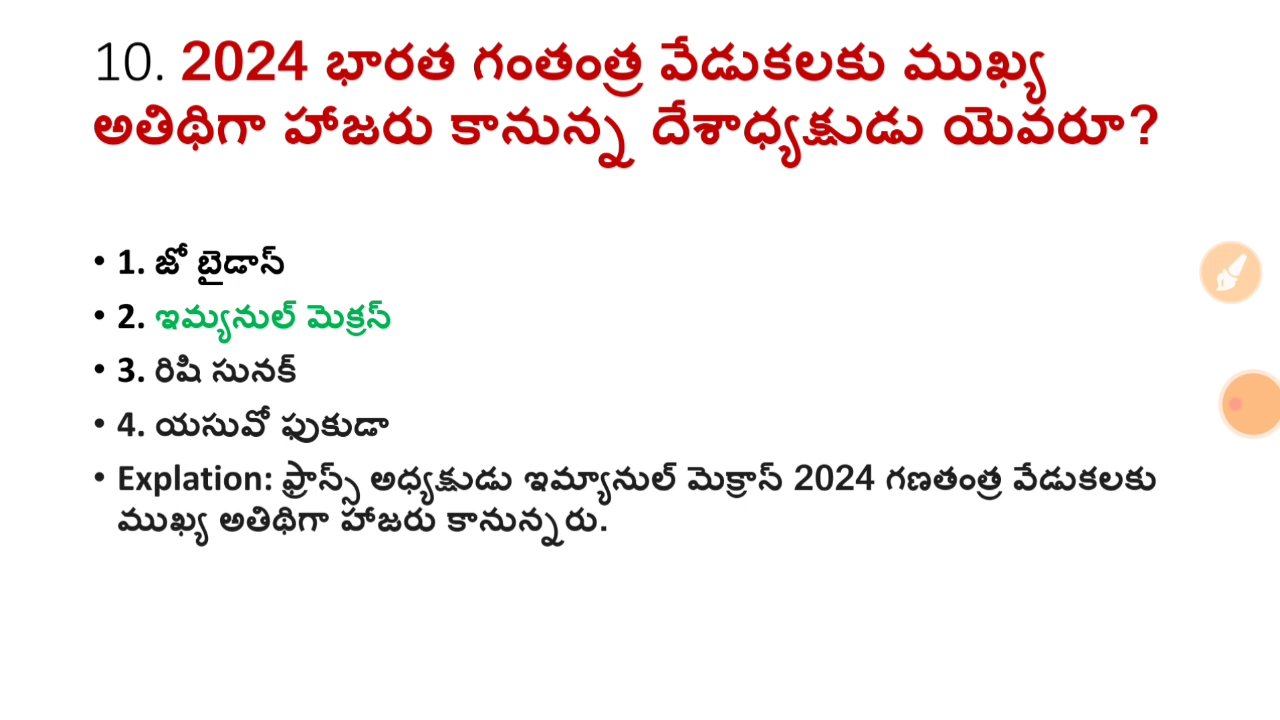 10. 2024 భారత గంతంత్ర వేడుకలకు ముఖ్య
అతిథిగా హాజరు కానున్న దేశాధ్యక్షుడు యెవరూ?
• 1. జో బైడాస్
• 2. ఇమ్యనుల్ మెక్రస్
• 3. రిషి సునక్
• 4. యసువో ఫుకుడా
• Explation: ఫ్రాన్స్ అధ్యక్షుడు ఇమ్యానుల్ మెక్రాస్ 2024 గణతంత్ర వేడుకలకు
ముఖ్య అతిథిగా హాజరు కానున్నరు.